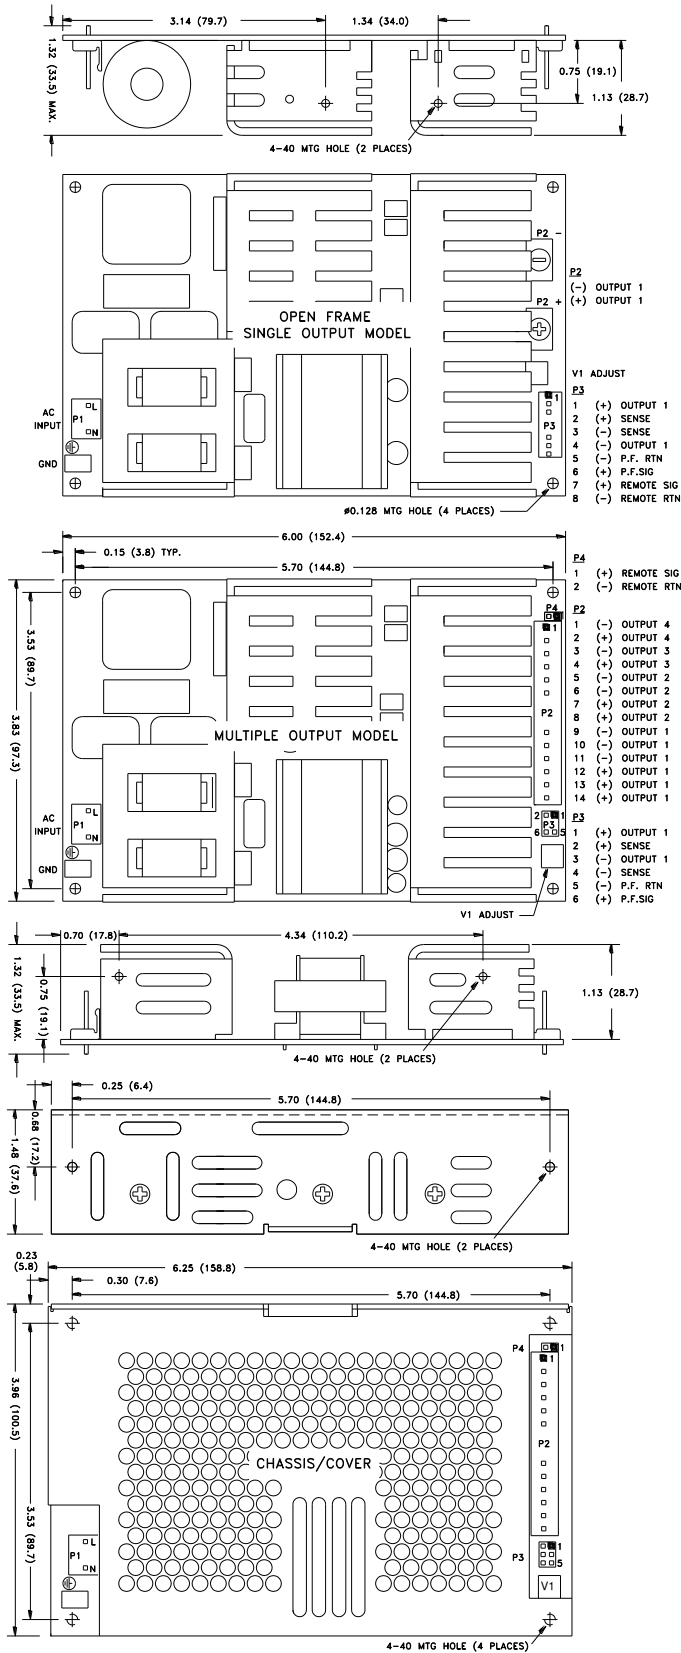 3.14 (79.7)
1.34 (34.0)
1.32
(33.5) MAX.
0.75 (19.1)
1.13 (28.7)
4-40 MTG HOLE (2 PLACES)
P2 -
P2
(-) OUTPUT 1
(+) OUTPUT 1
P2 +
OPEN FRAME
SINGLE OUTPUT MODEL
V1 ADJUST
P3
1 (+) OUTPUT 1
2 (+) SENSE
3 (-) SENSE
4 (-) OUTPUT 1
5 (-) P.F. RTN
6 (+) P.F.SIG
7 (+) REMOTE SIG
8 (-) REMOTE RTN
1
P3
AC
INPUT
L
P1
N
GND
ø0.128 MTG HOLE (4 PLACES)
6.00 (152.4)
0.15 (3.8) TYP.
5.70 (144.8)
P4
1 (+) REMOTE SIG
2 (-) REMOTE RTN
P2
1 (-) OUTPUT 4
2 (+) OUTPUT 4
3 (-) OUTPUT 3
4 (+) OUTPUT 3
5 (-) OUTPUT 2
6 (-) OUTPUT 2
7 (+) OUTPUT 2
8 (+) OUTPUT 2
9 (-) OUTPUT 1
10 (-) OUTPUT 1
11 (-) OUTPUT 1
12 (+) OUTPUT 1
13 (+) OUTPUT 1
14 (+) OUTPUT 1
P3
1 (+) OUTPUT 1
2 (+) SENSE
3 (-) OUTPUT 1
4 (-) SENSE
5 (-) P.F. RTN
6 (+) P.F.SIG
P4
1
P2
2 1
P3
6 5
3.53
(89.7)
3.83 (97.3)
MULTIPLE OUTPUT MODEL
AC
INPUT
L
P1
N
GND
V1 ADJUST
0.70 (17.8)
4.34 (110.2)
1.32
(33.5) MAX.
0.75
(19.1)
1.13 (28.7)
4-40 MTG HOLE (2 PLACES)
0.25 (6.4)
5.70 (144.8)
0.68
(17.2)
1.48 (37.6)
4-40 MTG HOLE (2 PLACES)
0.23
(5.8)
6.25 (158.8)
0.30 (7.6)
5.70 (144.8)
P4 1
1
P2
3.96 (100.5)
3.53 (89.7)
CHASSIS/COVER
L
P1
N
P3
1
5
V1
4-40 MTG HOLE (4 PLACES)